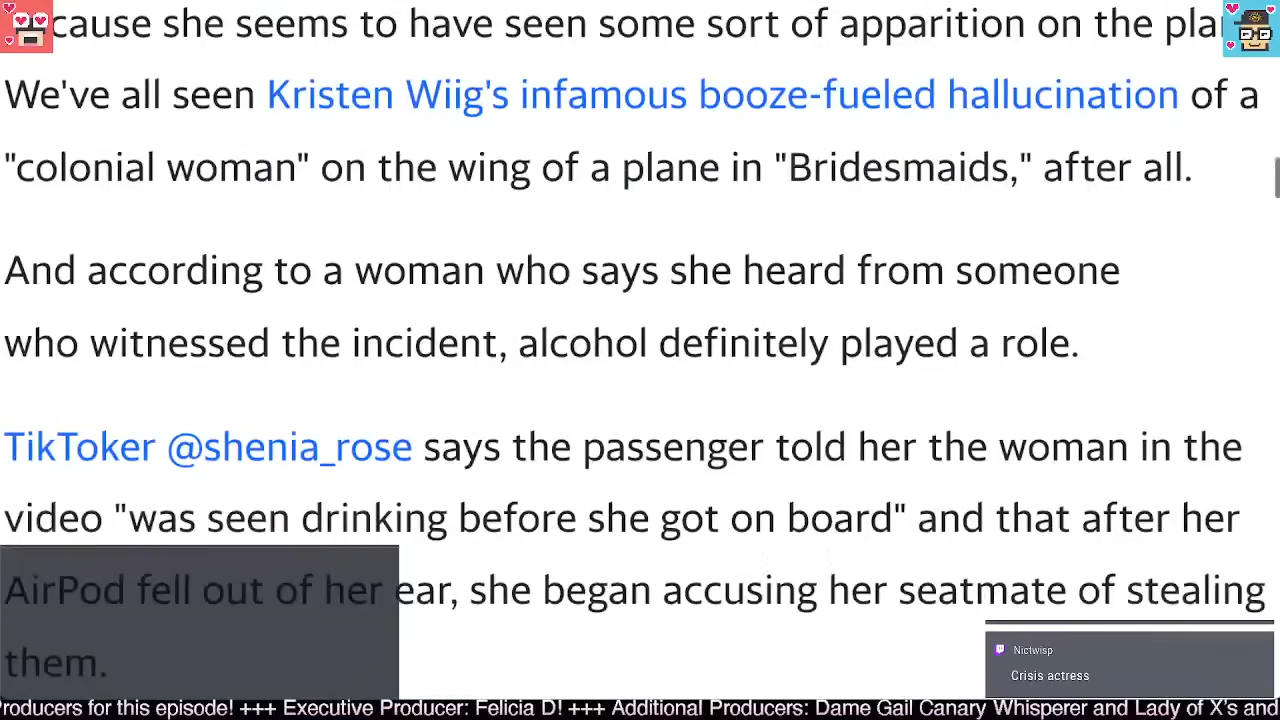 cause she seems to have seen some sort of apparition on the
We've all seen Kristen Wiig's infamous booze-fueled hallucination of a
"colonial woman" on the wing of a plane in "Bridesmaids," after all.
And according to a woman who says she heard from someone
who witnessed the incident, alcohol definitely played a role.
TikToker @shenia_rose says the passenger told her the woman in the
video "was seen drinking before she got on board" and that after her
AirPod fell out of her ear, she began accusing her seatmate of stealing
them.
Nictwisp
Crisis actress
Producers for this episode! +++ Executive Producer: Felicia D! +++ Additional Producers: Dame Gail Canary Whisperer and Lady of X's and